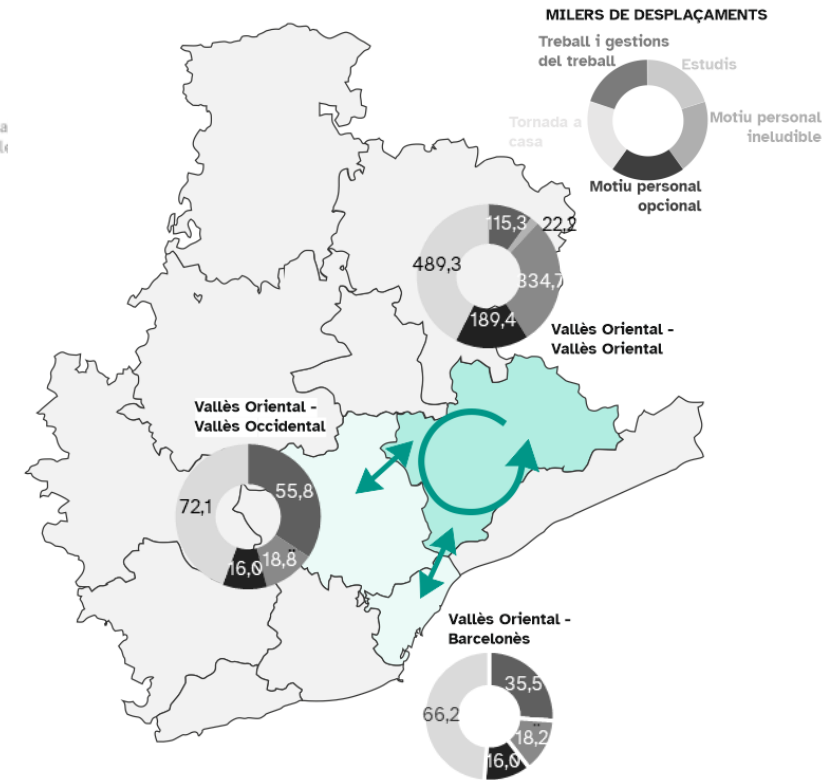 MILERS DE DESPLAÇAMENTS
Treball i gestions
del treball
Estudis
Motiu personal
ineludible
Tornada a
casa
Motiu personal
opcional
115,3
22,2
489,3
334,7
189,4
Vallès Oriental -
Vallès Oriental
Vallès Oriental -
Vallès Occidental
72,1
55,8
18,8
16,0
Vallès Oriental -
Barcelonès
35,5
66,2
18,2
16,0